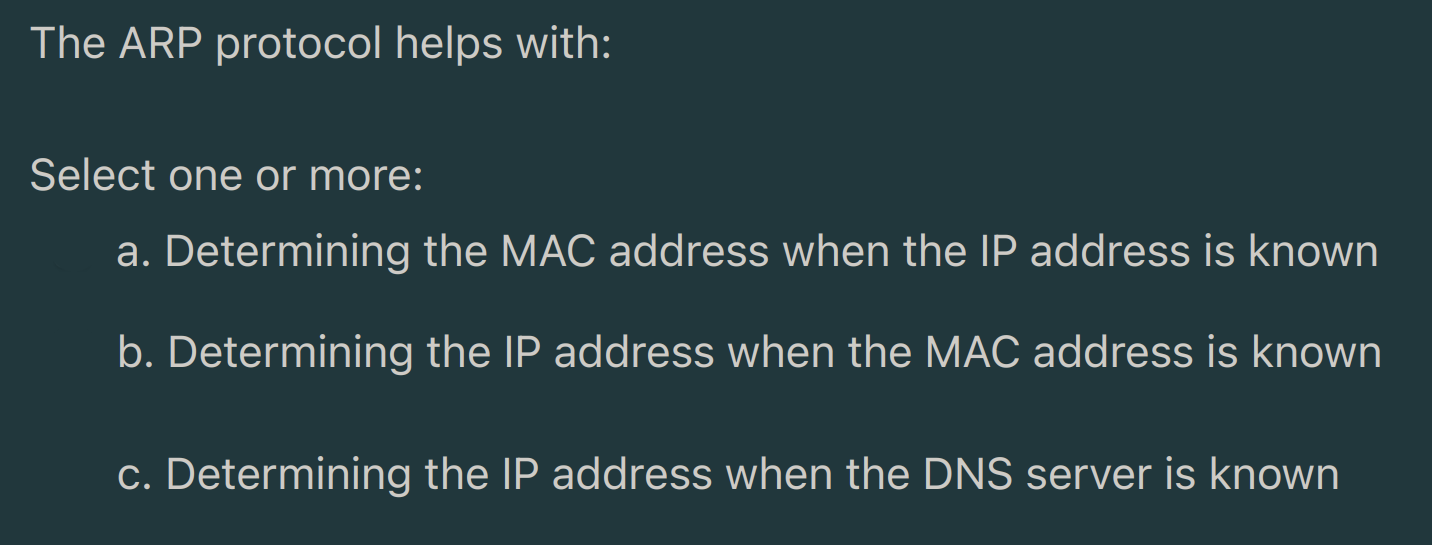 The ARP protocol helps with:
Select one or more:
a. Determining the MAC address when the IP address is known
b. Determining the IP address when the MAC address is known
c. Determining the IP address when the DNS server is known